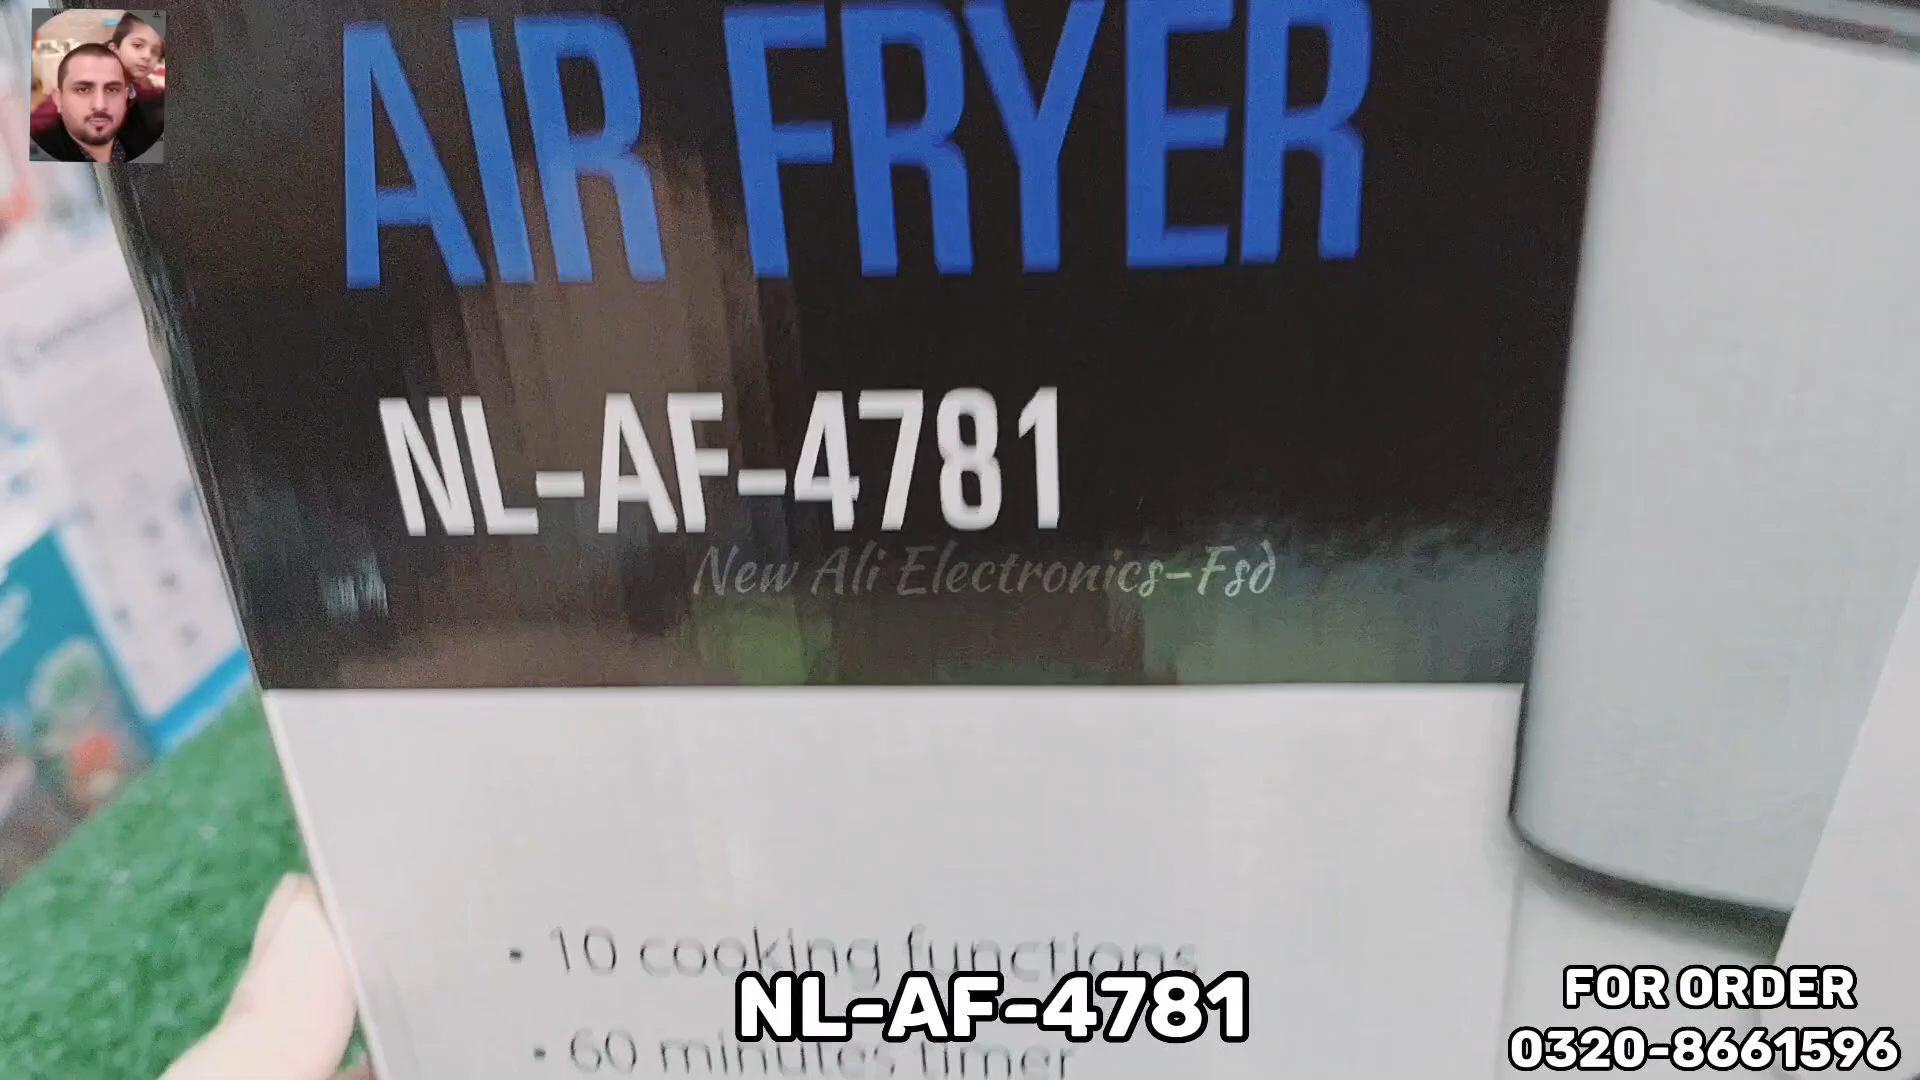 AIR FRYER
NL-AF-4781
New Ali Electronics-Fsd
• 10 cooking functions
NL-AF-4781
• 60 minutes timer
FOR ORDER
0320-8661596